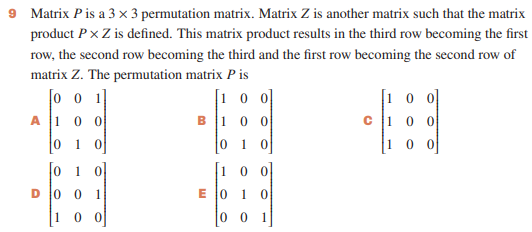 9 Matrix P is a 3 × 3 permutation matrix. Matrix Z is another matrix such that the matrix
product P × Z is defined. This matrix product results in the third row becoming the first
row, the second row becoming the third and the first row becoming the second row of
matrix Z. The permutation matrix P is
A [0 0 1] B [1 0 0] C [1 0 0]
[1 0 0] [1 0 0] [1 0 0]
[0 1 0] [0 1 0] [1 0 0]
D [0 1 0] E [1 0 0]
[0 0 1] [0 1 0]
[1 0 0] [0 0 1]